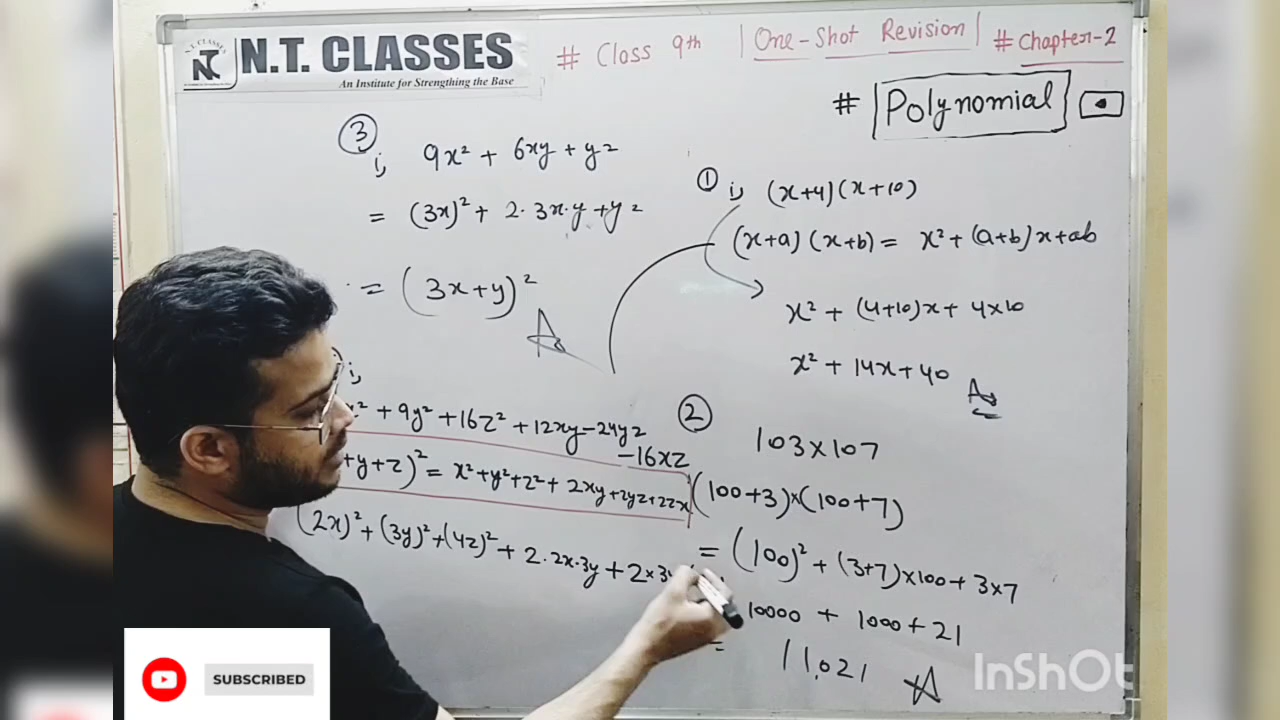 N.T. CLASSES
An Institute for Strengthening the Base
# Class 9th | One-Shot Revision | # Chapter-2
# Polynomial
③
i, 9x² + 6xy + y²
= (3x)² + 2·3x·y + y²
= (3x+y)²
i,
x² + 9y² + 16z² + 12xy - 24yz
- 16xz
+y+z)² = x²+y²+z²+ 2xy+2yz+2zx
(2x)² + (3y)² + (4z)² + 2·2x·3y + 2×3y
① i, (x+4)(x+10)
(x+a)(x+b) = x² + (a+b)x + ab
x² + (4+10)x + 4×10
x² + 14x + 40
②
103×107
(100+3)×(100+7)
= (100)² + (3+7)×100 + 3×7
10000 + 1000 + 21
= 11,021
SUBSCRIBED
InShOt